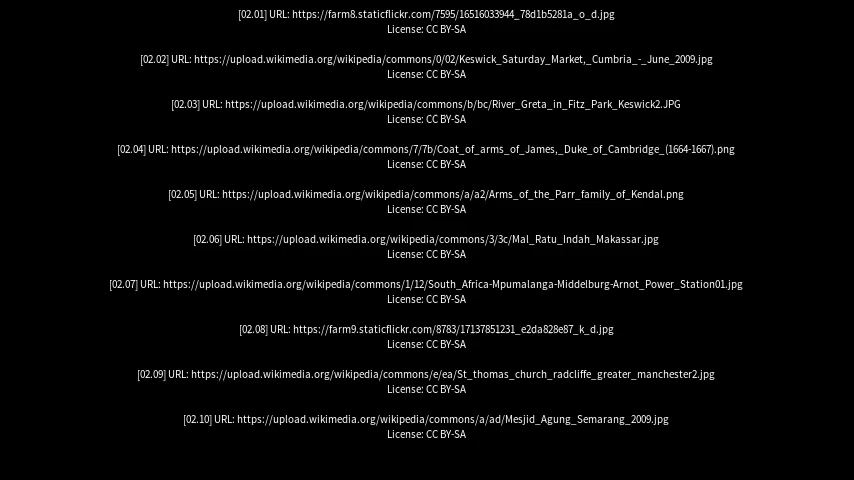 [02.01] URL: https://farm8.staticflickr.com/7595/16516033944_78d1b5281a_o_d.jpg
License: CC BY-SA
[02.02] URL: https://upload.wikimedia.org/wikipedia/commons/0/02/Keswick_Saturday_Market,_Cumbria_-_June_2009.jpg
License: CC BY-SA
[02.03] URL: https://upload.wikimedia.org/wikipedia/commons/b/bc/River_Greta_in_Fitz_Park_Keswick2.JPG
License: CC BY-SA
[02.04] URL: https://upload.wikimedia.org/wikipedia/commons/7/7b/Coat_of_arms_of_James,_Duke_of_Cambridge_(1664-1667).png
License: CC BY-SA
[02.05] URL: https://upload.wikimedia.org/wikipedia/commons/a/a2/Arms_of_the_Parr_family_of_Kendal.png
License: CC BY-SA
[02.06] URL: https://upload.wikimedia.org/wikipedia/commons/3/3c/Mal_Ratu_Indah_Makassar.jpg
License: CC BY-SA
[02.07] URL: https://upload.wikimedia.org/wikipedia/commons/1/12/South_Africa-Mpumalanga-Middelburg-Arnot_Power_Station01.jpg
License: CC BY-SA
[02.08] URL: https://farm9.staticflickr.com/8783/17137851231_e2da828e87_k_d.jpg
License: CC BY-SA
[02.09] URL: https://upload.wikimedia.org/wikipedia/commons/e/ea/St_thomas_church_radcliffe_greater_manchester2.jpg
License: CC BY-SA
[02.10] URL: https://upload.wikimedia.org/wikipedia/commons/a/ad/Mesjid_Agung_Semarang_2009.jpg
License: CC BY-SA